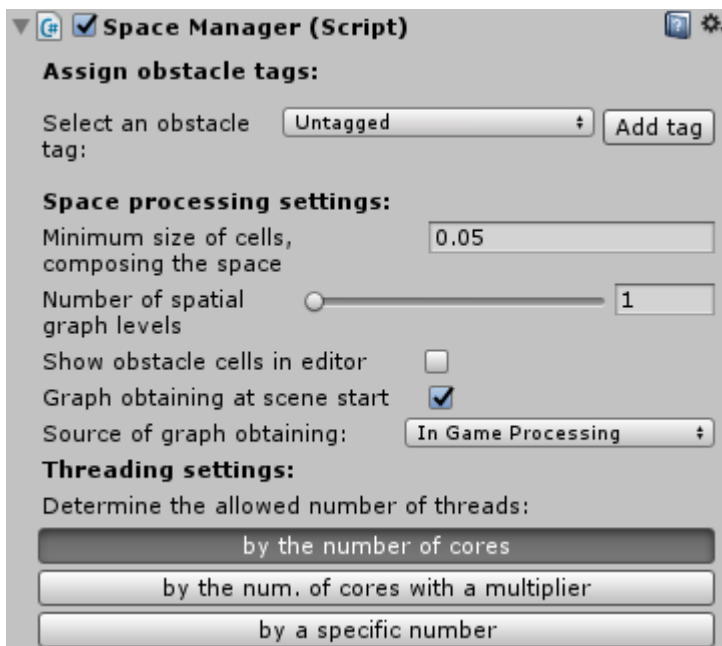 Space Manager (Script)
Assign obstacle tags:
Select an obstacle tag: Untagged Add tag
Space processing settings:
Minimum size of cells, composing the space 0.05
Number of spatial graph levels 1
Show obstacle cells in editor
Graph obtaining at scene start
Source of graph obtaining: In Game Processing
Threading settings:
Determine the allowed number of threads:
by the number of cores
by the num. of cores with a multiplier
by a specific number